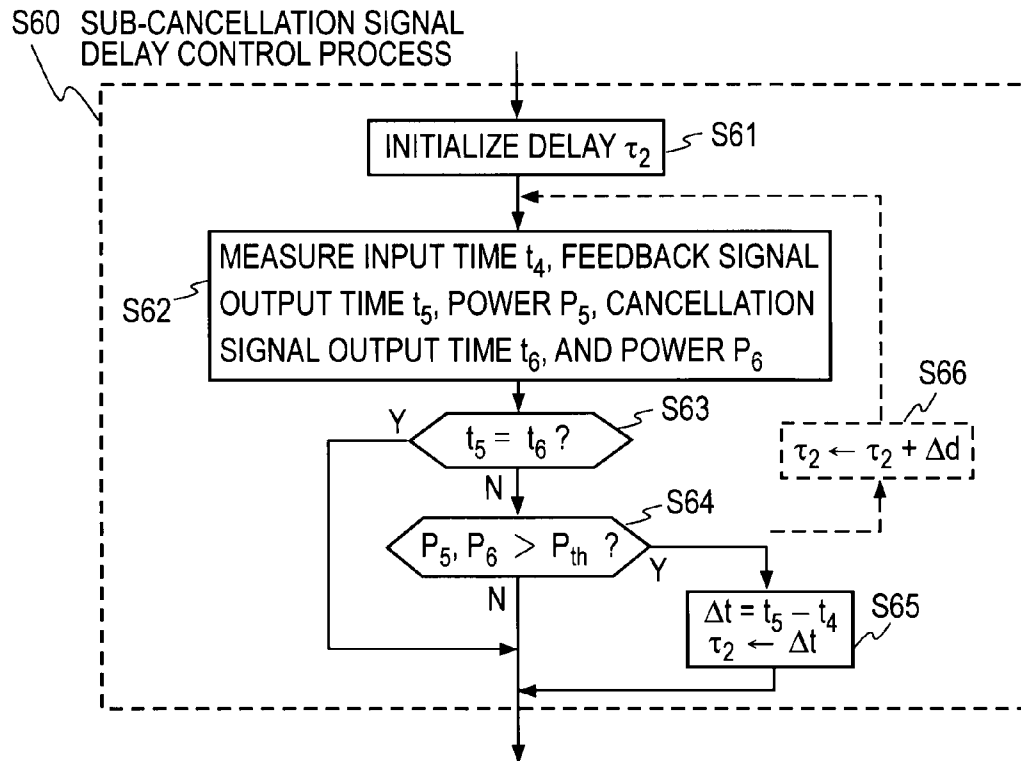 S60 SUB-CANCELLATION SIGNAL
DELAY CONTROL PROCESS
INITIALIZE DELAY τ₂
S61
MEASURE INPUT TIME t₄, FEEDBACK SIGNAL
OUTPUT TIME t₅, POWER P₅, CANCELLATION
SIGNAL OUTPUT TIME t₆, AND POWER P₆
S62
S63
Y
t₅ = t₆ ?
N
S66
τ₂ ← τ₂ + Δd
S64
P₅, P₆ > Pₜₕ ?
Y
N
Δt = t₅ – t₄
τ₂ ← Δt
S65